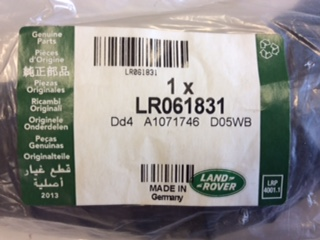 Genuine Parts
Pièces d'Origine
純正部品
Piezas Originales
Ricambi Originali
Originele Onderdelen
Peças Genuinas
Originalteile
قطع غيار أصلية
2013
LR061831
1 x
LR061831
Dd4 A1071746 D05WB
MADE IN
Germany
LAND-
ROVER
LRP
4001.1